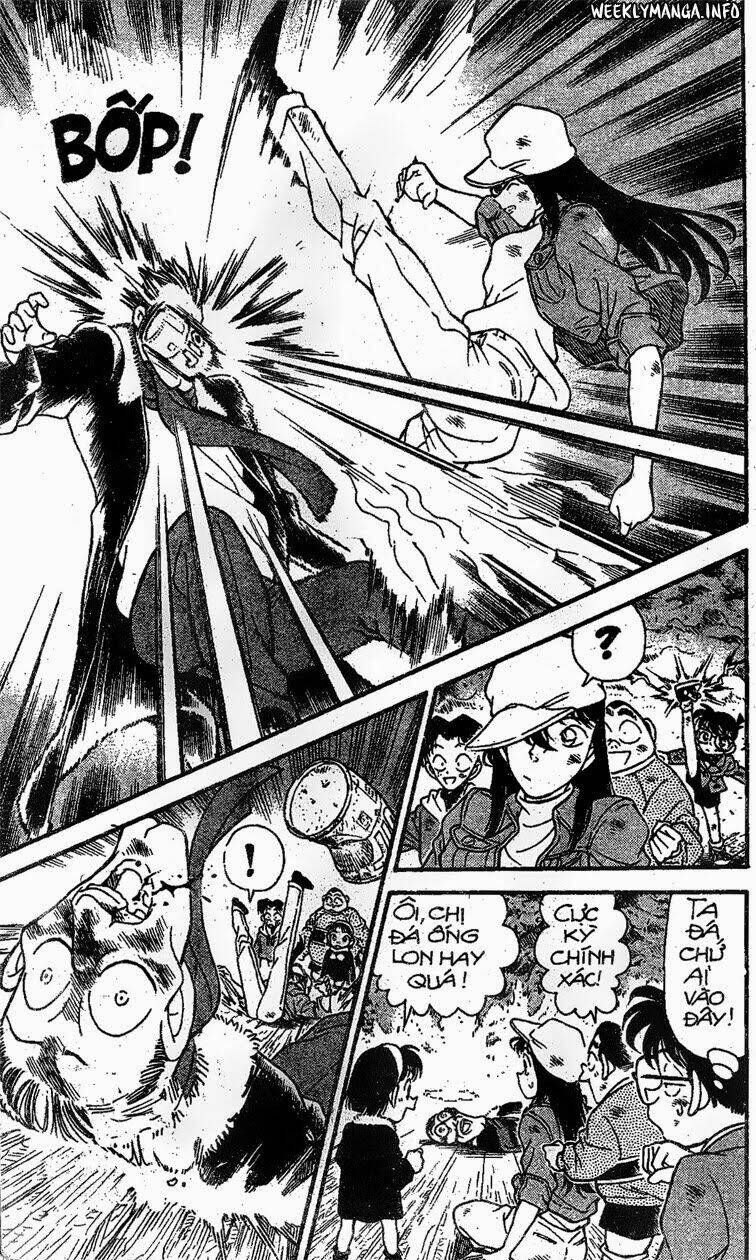 WEEKLYMANGA.INFO
BỐP!
?
!
TA
ĐÁ,
CHỨ
AI
VÀO
ĐÂY!
CỰC
KỲ
CHÍNH
XÁC!
ÔI, CHỊ
ĐÁ ỐNG
LON HAY
QUÁ!